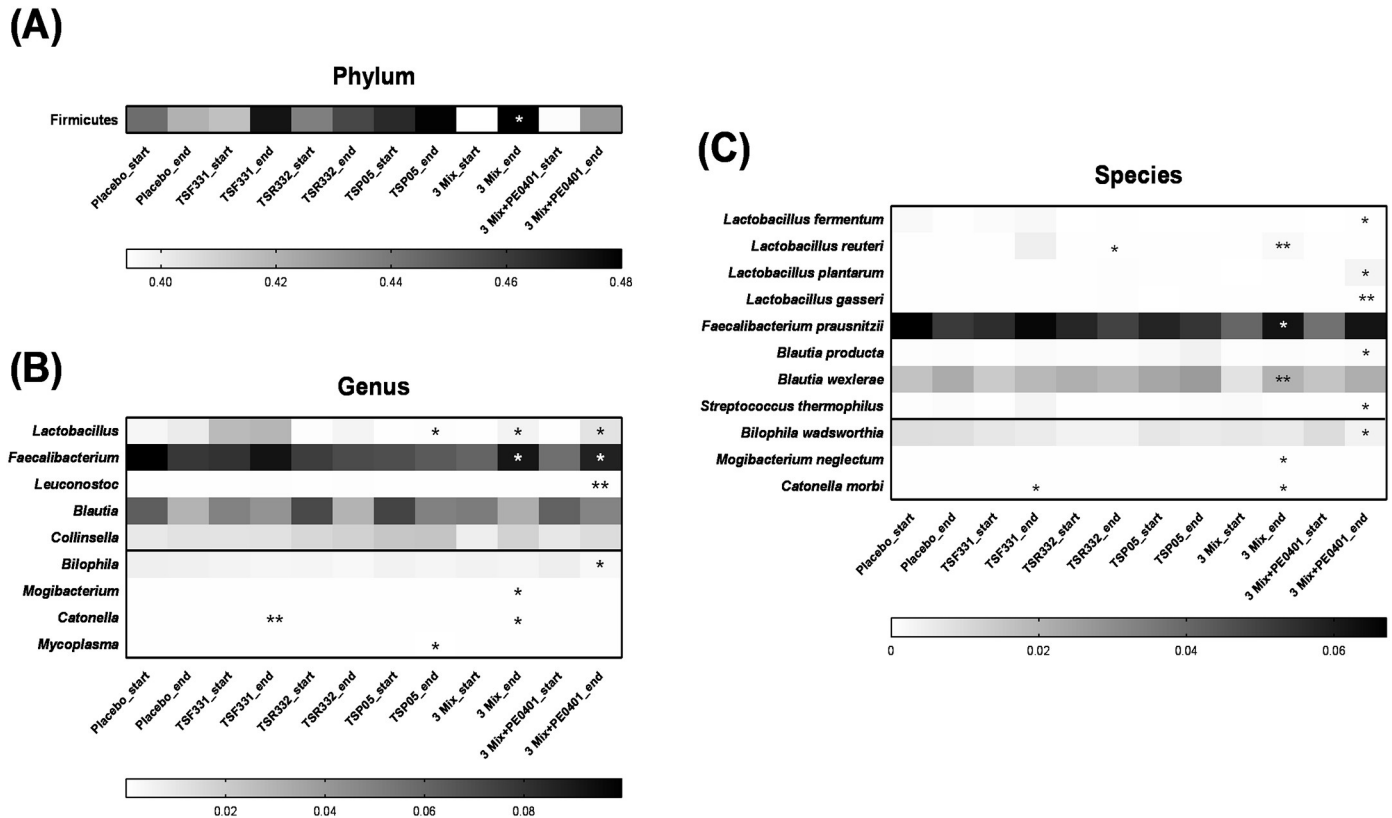 (A)
Phylum
Firmicutes
*
Placebo_start
Placebo_end
TSF331_start
TSF331_end
TSR332_start
TSR332_end
TSP05_start
TSP05_end
3 Mix_start
3 Mix_end
3 Mix+PE0401_start
3 Mix+PE0401_end
0.40 0.42 0.44 0.46 0.48
(B)
Genus
Lactobacillus * * *
Faecalibacterium * *
Leuconostoc **
Blautia
Collinsella
Bilophila *
Mogibacterium *
Catonella ** *
Mycoplasma *
Placebo_start
Placebo_end
TSF331_start
TSF331_end
TSR332_start
TSR332_end
TSP05_start
TSP05_end
3 Mix_start
3 Mix_end
3 Mix+PE0401_start
3 Mix+PE0401_end
0.02 0.04 0.06 0.08
(C)
Species
Lactobacillus fermentum *
Lactobacillus reuteri * **
Lactobacillus plantarum *
Lactobacillus gasseri **
Faecalibacterium prausnitzii *
Blautia producta *
Blautia wexlerae **
Streptococcus thermophilus *
Bilophila wadsworthia *
Mogibacterium neglectum *
Catonella morbi * *
Placebo_start
Placebo_end
TSF331_start
TSF331_end
TSR332_start
TSR332_end
TSP05_start
TSP05_end
3 Mix_start
3 Mix_end
3 Mix+PE0401_start
3 Mix+PE0401_end
0 0.02 0.04 0.06